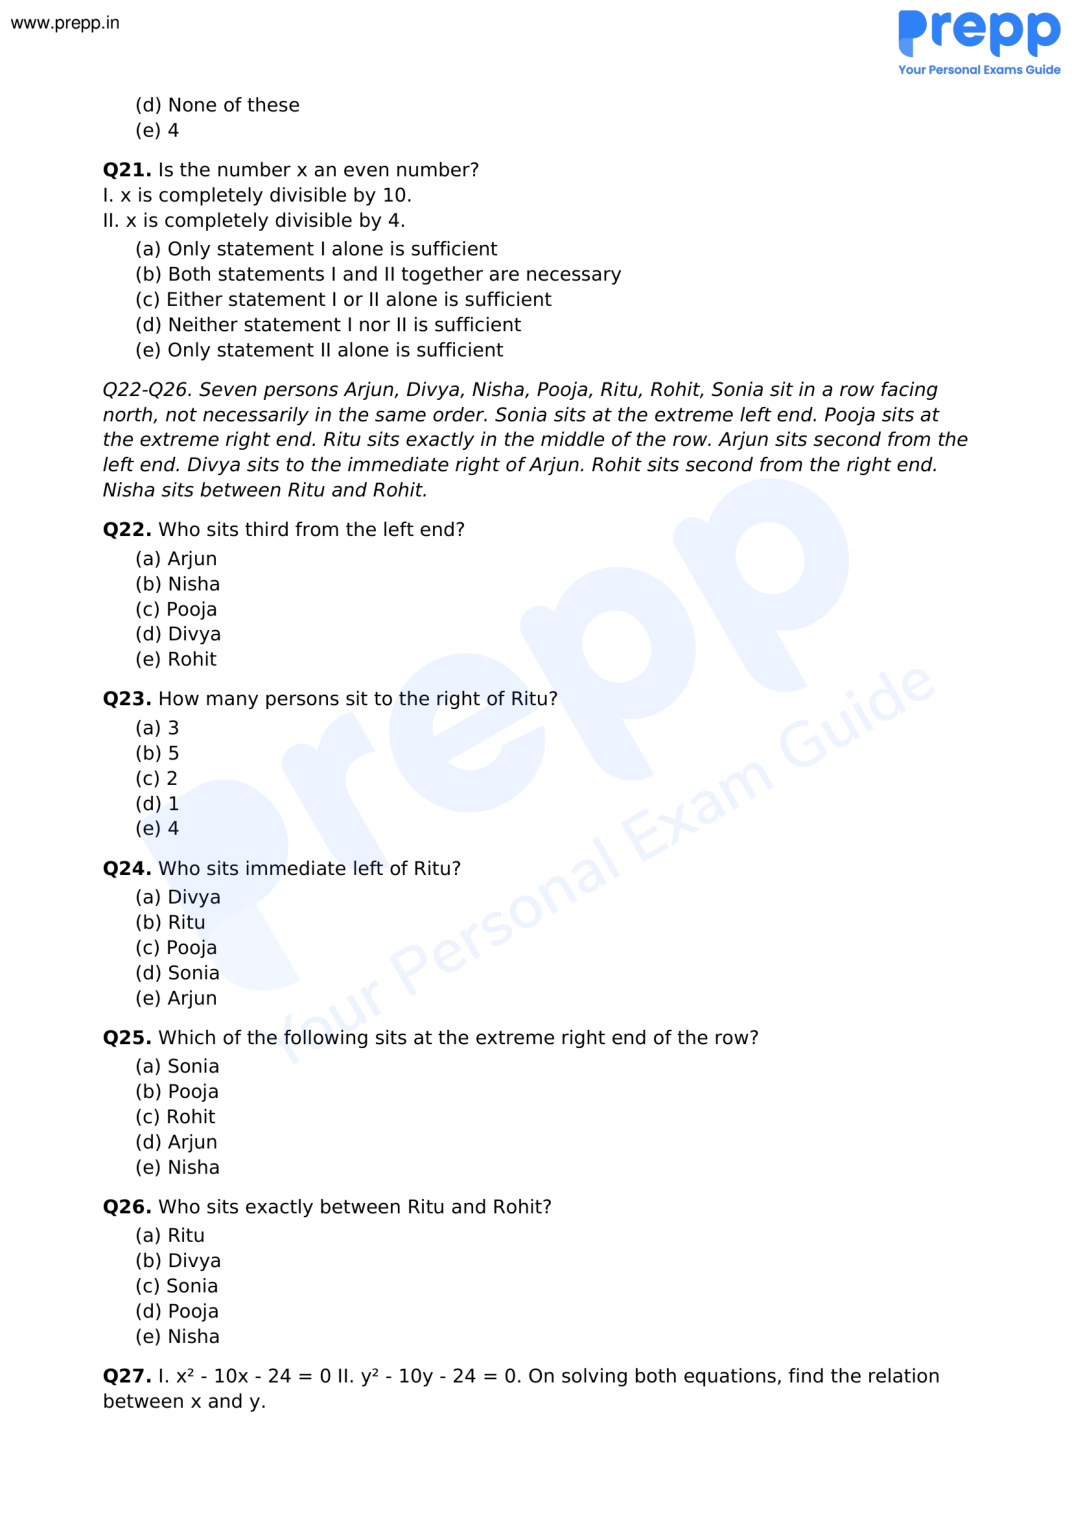 www.prepp.in
prepp
Your Personal Exams Guide
(d) None of these
(e) 4
Q21. Is the number x an even number?
I. x is completely divisible by 10.
II. x is completely divisible by 4.
(a) Only statement I alone is sufficient
(b) Both statements I and II together are necessary
(c) Either statement I or II alone is sufficient
(d) Neither statement I nor II is sufficient
(e) Only statement II alone is sufficient
Q22-Q26. Seven persons Arjun, Divya, Nisha, Pooja, Ritu, Rohit, Sonia sit in a row facing
north, not necessarily in the same order. Sonia sits at the extreme left end. Pooja sits at
the extreme right end. Ritu sits exactly in the middle of the row. Arjun sits second from the
left end. Divya sits to the immediate right of Arjun. Rohit sits second from the right end.
Nisha sits between Ritu and Rohit.
Q22. Who sits third from the left end?
(a) Arjun
(b) Nisha
(c) Pooja
(d) Divya
(e) Rohit
Q23. How many persons sit to the right of Ritu?
(a) 3
(b) 5
(c) 2
(d) 1
(e) 4
Q24. Who sits immediate left of Ritu?
(a) Divya
(b) Ritu
(c) Pooja
(d) Sonia
(e) Arjun
Q25. Which of the following sits at the extreme right end of the row?
(a) Sonia
(b) Pooja
(c) Rohit
(d) Arjun
(e) Nisha
Q26. Who sits exactly between Ritu and Rohit?
(a) Ritu
(b) Divya
(c) Sonia
(d) Pooja
(e) Nisha
Q27. I. x² - 10x - 24 = 0 II. y² - 10y - 24 = 0. On solving both equations, find the relation
between x and y.
prepp
Your Personal Exam Guide